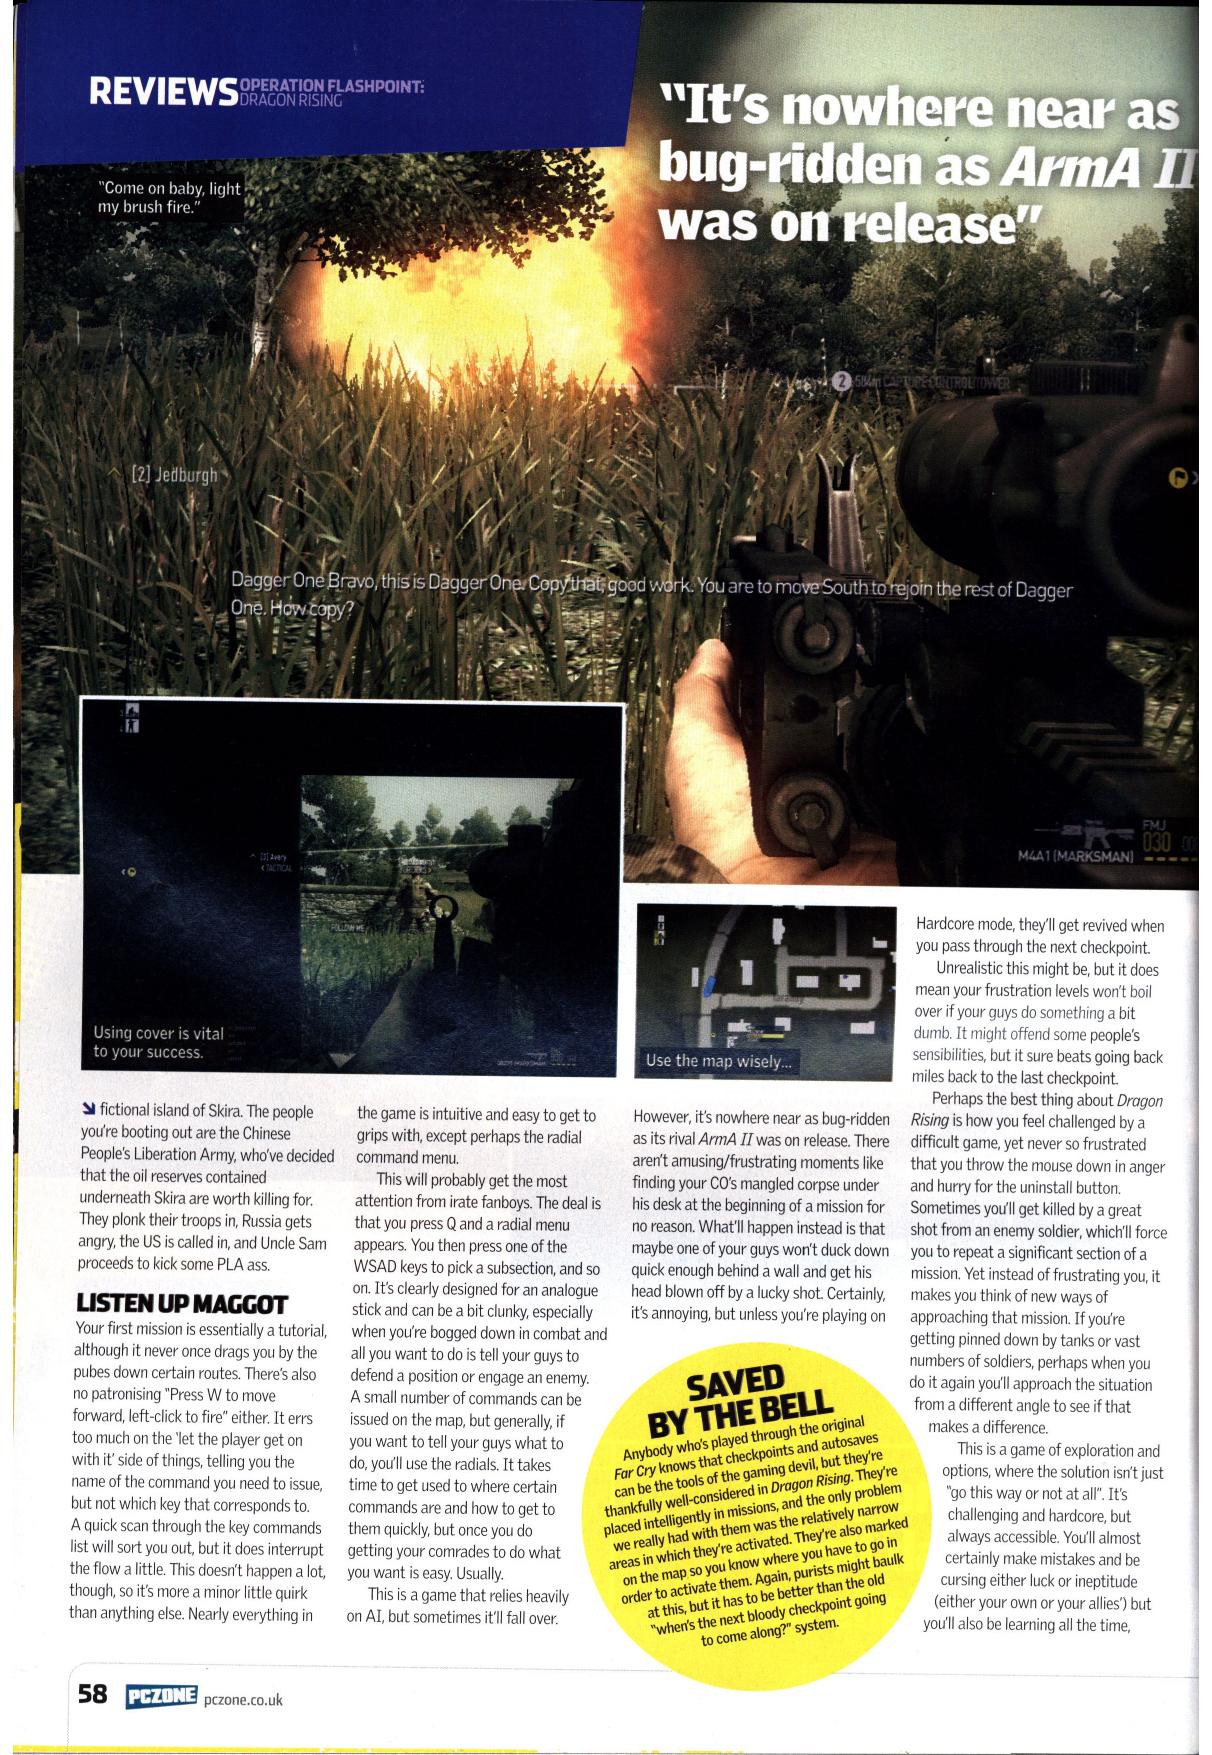 REVIEWS OPERATION FLASHPOINT:
DRAGON RISING
"It's nowhere near as
bug-ridden as ArmA II
was on release"
"Come on baby, light
my brush fire."
2 584m CAPTURE CONTROL TOWER
[2] Jedburgh
Dagger One Bravo, this is Dagger One. Copy that, good work. You are to move South to rejoin the rest of Dagger
One. How copy?
FMJ
030
M4A1 (MARKSMAN)
[3] Avery
< TACTICAL
FOLLOW ME
Using cover is vital
to your success.
Use the map wisely...
fictional island of Skira. The people
you're booting out are the Chinese
People's Liberation Army, who've decided
that the oil reserves contained
underneath Skira are worth killing for.
They plonk their troops in, Russia gets
angry, the US is called in, and Uncle Sam
proceeds to kick some PLA ass.
LISTEN UP MAGGOT
Your first mission is essentially a tutorial,
although it never once drags you by the
pubes down certain routes. There's also
no patronising "Press W to move
forward, left-click to fire" either. It errs
too much on the 'let the player get on
with it' side of things, telling you the
name of the command you need to issue,
but not which key that corresponds to.
A quick scan through the key commands
list will sort you out, but it does interrupt
the flow a little. This doesn't happen a lot,
though, so it's more a minor little quirk
than anything else. Nearly everything in
the game is intuitive and easy to get to
grips with, except perhaps the radial
command menu.
This will probably get the most
attention from irate fanboys. The deal is
that you press Q and a radial menu
appears. You then press one of the
WSAD keys to pick a subsection, and so
on. It's clearly designed for an analogue
stick and can be a bit clunky, especially
when you're bogged down in combat and
all you want to do is tell your guys to
defend a position or engage an enemy.
A small number of commands can be
issued on the map, but generally, if
you want to tell your guys what to
do, you'll use the radials. It takes
time to get used to where certain
commands are and how to get to
them quickly, but once you do
getting your comrades to do what
you want is easy. Usually.
This is a game that relies heavily
on AI, but sometimes it'll fall over.
However, it's nowhere near as bug-ridden
as its rival ArmA II was on release. There
aren't amusing/frustrating moments like
finding your CO's mangled corpse under
his desk at the beginning of a mission for
no reason. What'll happen instead is that
maybe one of your guys won't duck down
quick enough behind a wall and get his
head blown off by a lucky shot. Certainly,
it's annoying, but unless you're playing on
SAVED
BY THE BELL
Anybody who's played through the original
Far Cry knows that checkpoints and autosaves
can be the tools of the gaming devil, but they're
thankfully well-considered in Dragon Rising. They're
placed intelligently in missions, and the only problem
we really had with them was the relatively narrow
areas in which they're activated. They're also marked
on the map so you know where you have to go in
order to activate them. Again, purists might baulk
at this, but it has to be better than the old
"when's the next bloody checkpoint going
to come along?" system.
Hardcore mode, they'll get revived when
you pass through the next checkpoint.
Unrealistic this might be, but it does
mean your frustration levels won't boil
over if your guys do something a bit
dumb. It might offend some people's
sensibilities, but it sure beats going back
miles back to the last checkpoint.
Perhaps the best thing about Dragon
Rising is how you feel challenged by a
difficult game, yet never so frustrated
that you throw the mouse down in anger
and hurry for the uninstall button.
Sometimes you'll get killed by a great
shot from an enemy soldier, which'll force
you to repeat a significant section of a
mission. Yet instead of frustrating you, it
makes you think of new ways of
approaching that mission. If you're
getting pinned down by tanks or vast
numbers of soldiers, perhaps when you
do it again you'll approach the situation
from a different angle to see if that
makes a difference.
This is a game of exploration and
options, where the solution isn't just
"go this way or not at all". It's
challenging and hardcore, but
always accessible. You'll almost
certainly make mistakes and be
cursing either luck or ineptitude
(either your own or your allies') but
you'll also be learning all the time,
58 PCZONE pczone.co.uk